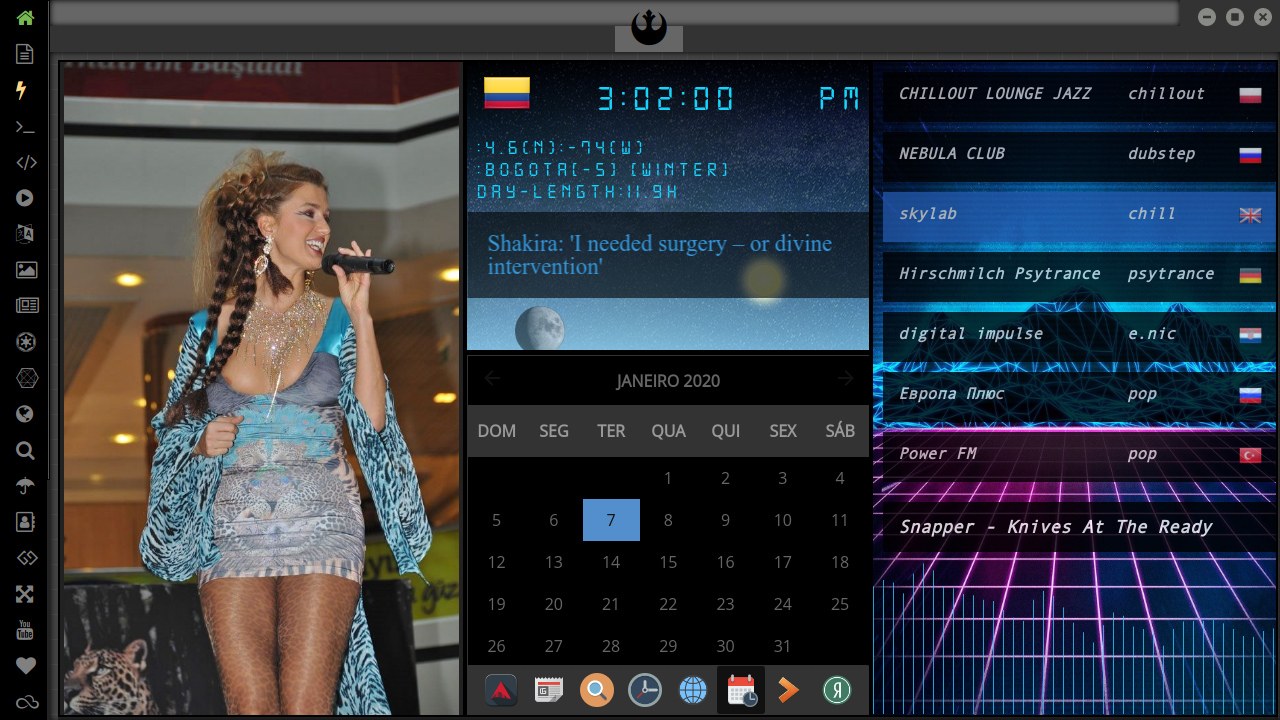 Yıldırım Başladı
3:02:00 PM
:4.6(N):-74(W)
:BOGOTA(-5) [WINTER]
DAY-LENGTH:11.9H
Shakira: 'I needed surgery – or divine
intervention'
JANEIRO 2020
DOM SEG TER QUA QUI SEX SÁB
1 2 3 4
5 6 7 8 9 10 11
12 13 14 15 16 17 18
19 20 21 22 23 24 25
26 27 28 29 30 31
CHILLOUT LOUNGE JAZZ chillout
NEBULA CLUB dubstep
skylab chill
Hirschmilch Psytrance psytrance
digital impulse e.nic
Европа Плюс pop
Power FM pop
Snapper - Knives At The Ready
You
Tube